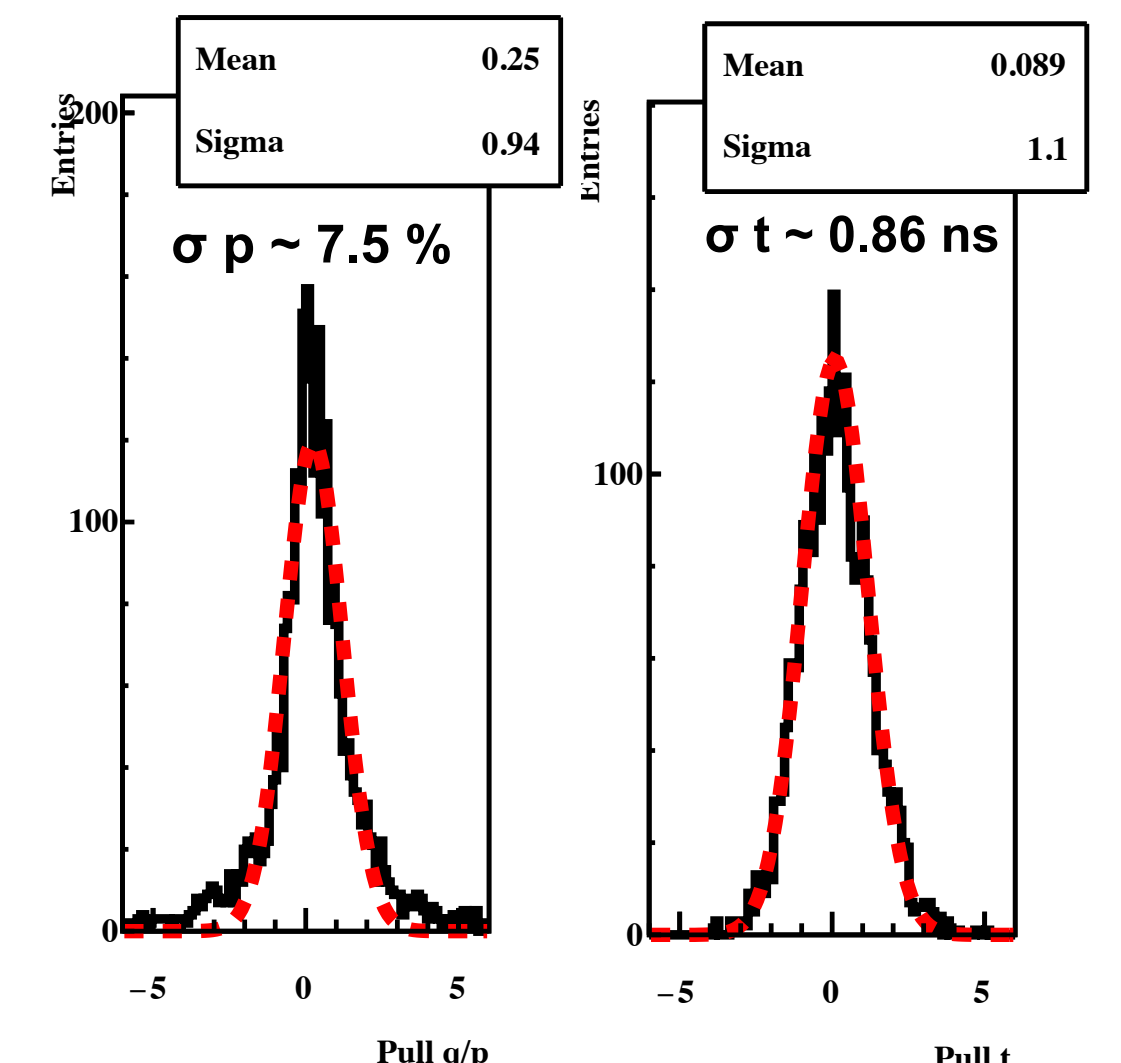 Mean 0.25
Sigma 0.94
Entries
200
100
0
σ p ~ 7.5 %
−5 0 5
Pull q/p
Mean 0.089
Sigma 1.1
Entries
100
0
σ t ~ 0.86 ns
−5 0 5
Pull t